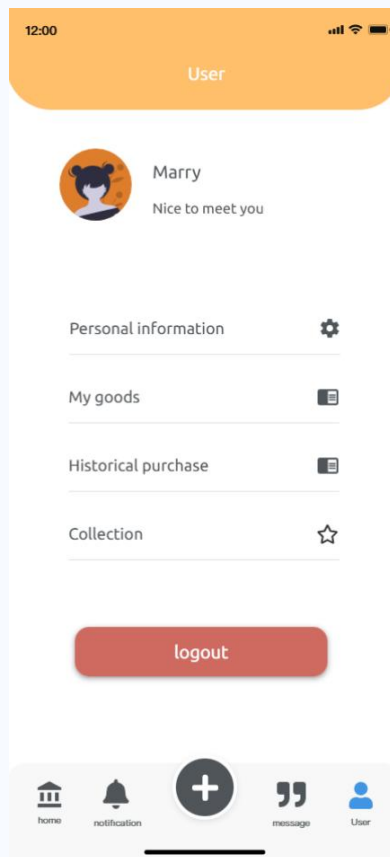 12:00
User
Marry
Nice to meet you
Personal information
My goods
Historical purchase
Collection
logout
home
notification
message
User